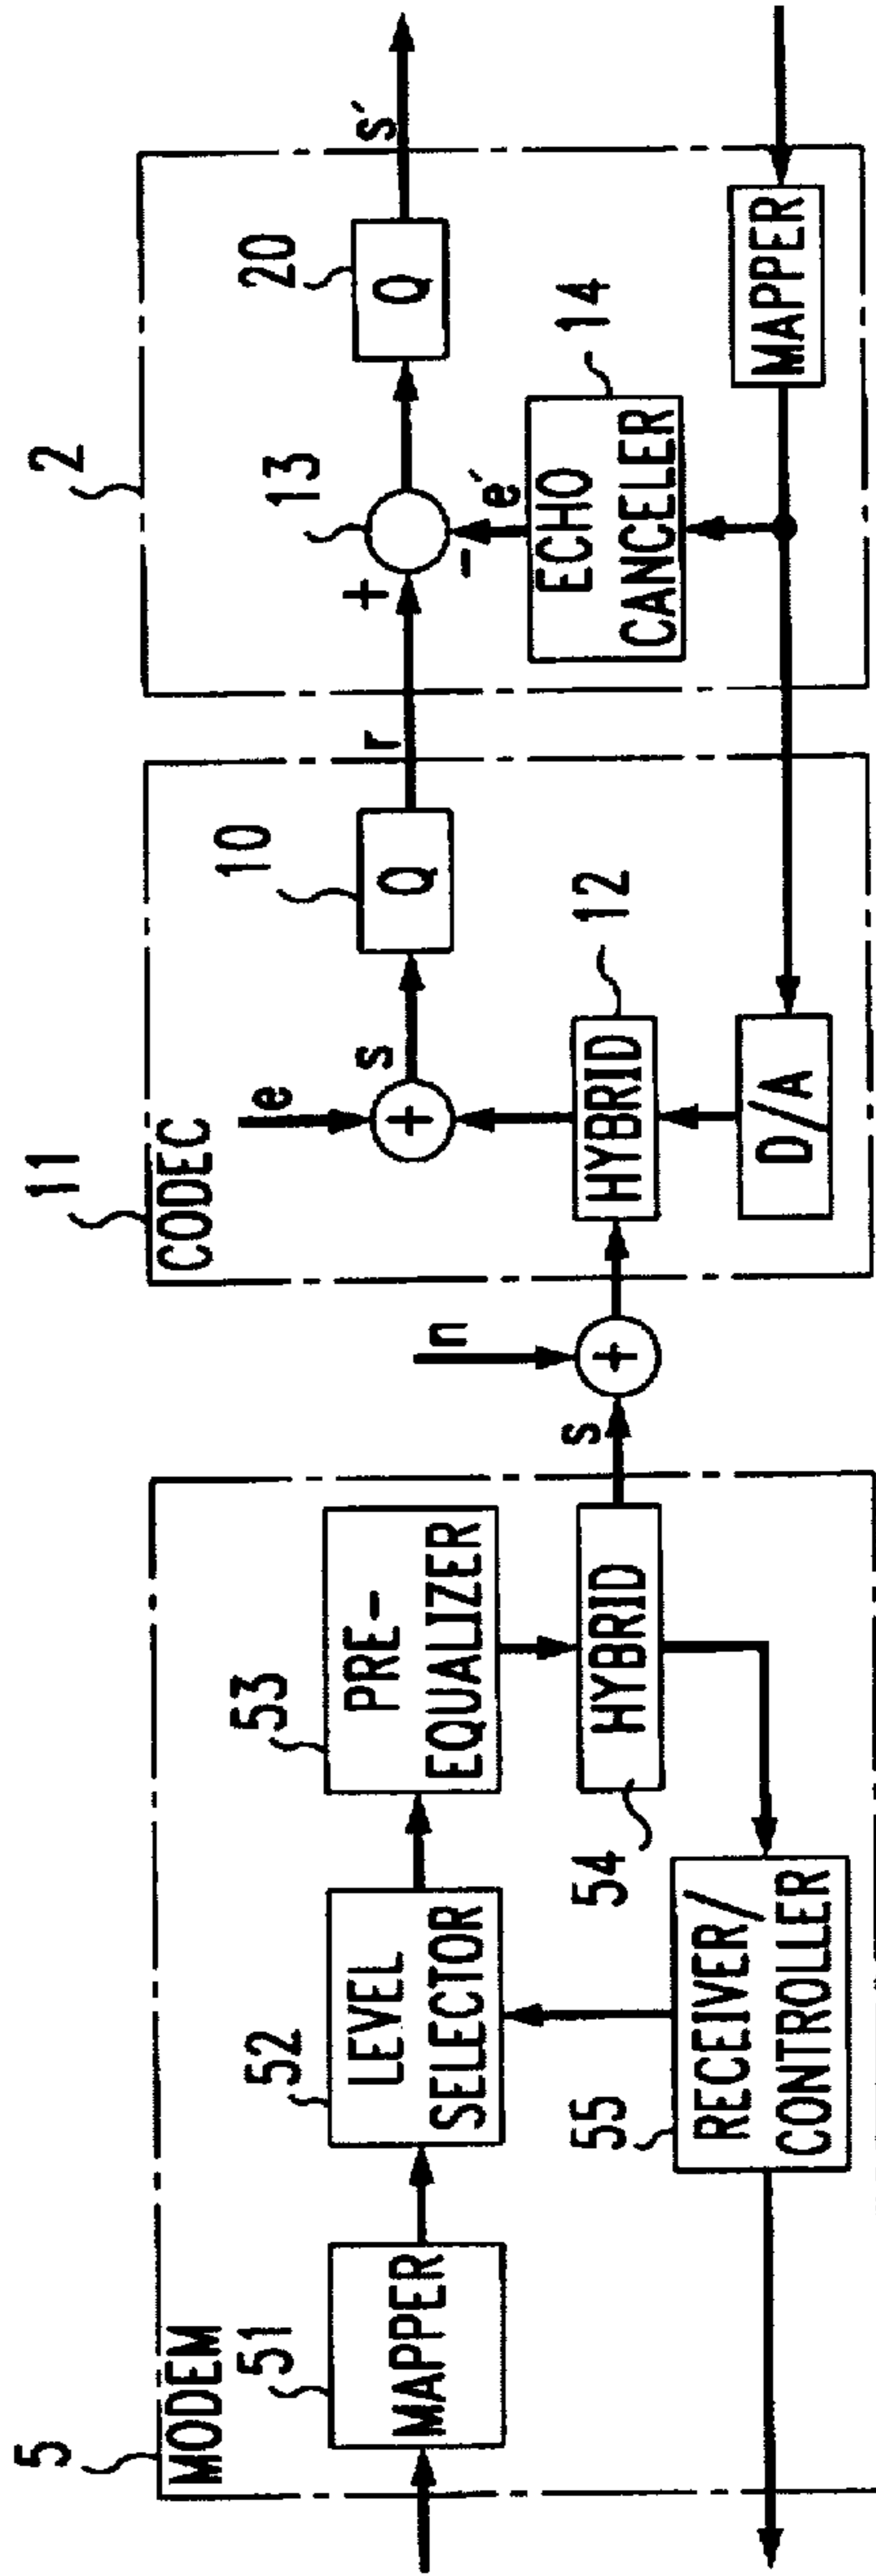 5
MODEM
51
MAPPER
52
LEVEL
SELECTOR
53
PRE-
EQUALIZER
54
HYBRID
55
RECEIVER/
CONTROLLER
s
n
+
11
CODEC
e
+
s
10
Q
r
12
HYBRID
D/A
2
13
+
-
e´
20
Q
s´
14
ECHO
CANCELER
MAPPER